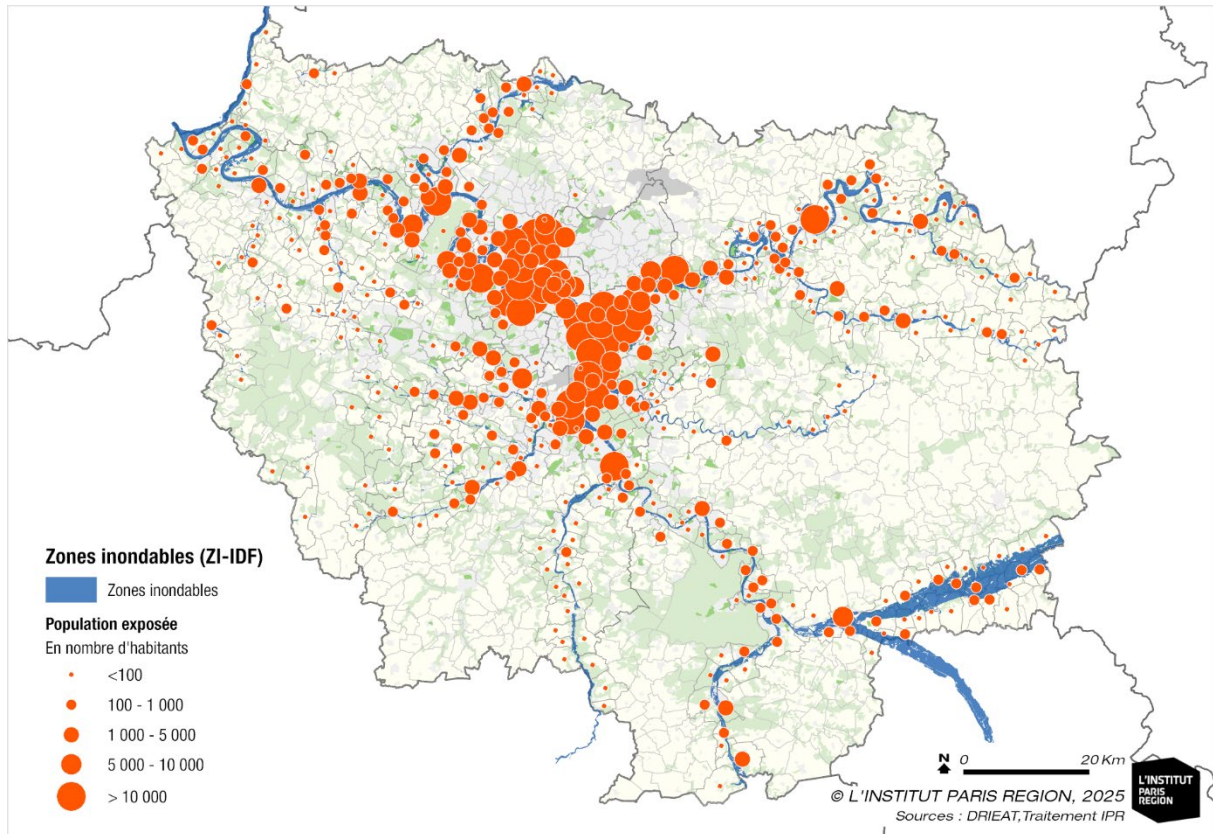 Zones inondables (ZI-IDF)
Zones inondables
Population exposée
En nombre d'habitants
<100
100 - 1 000
1 000 - 5 000
5 000 - 10 000
> 10 000
N 0 20 Km
© L'INSTITUT PARIS REGION, 2025
Sources : DRIEAT,Traitement IPR
L'INSTITUT
PARIS
REGION